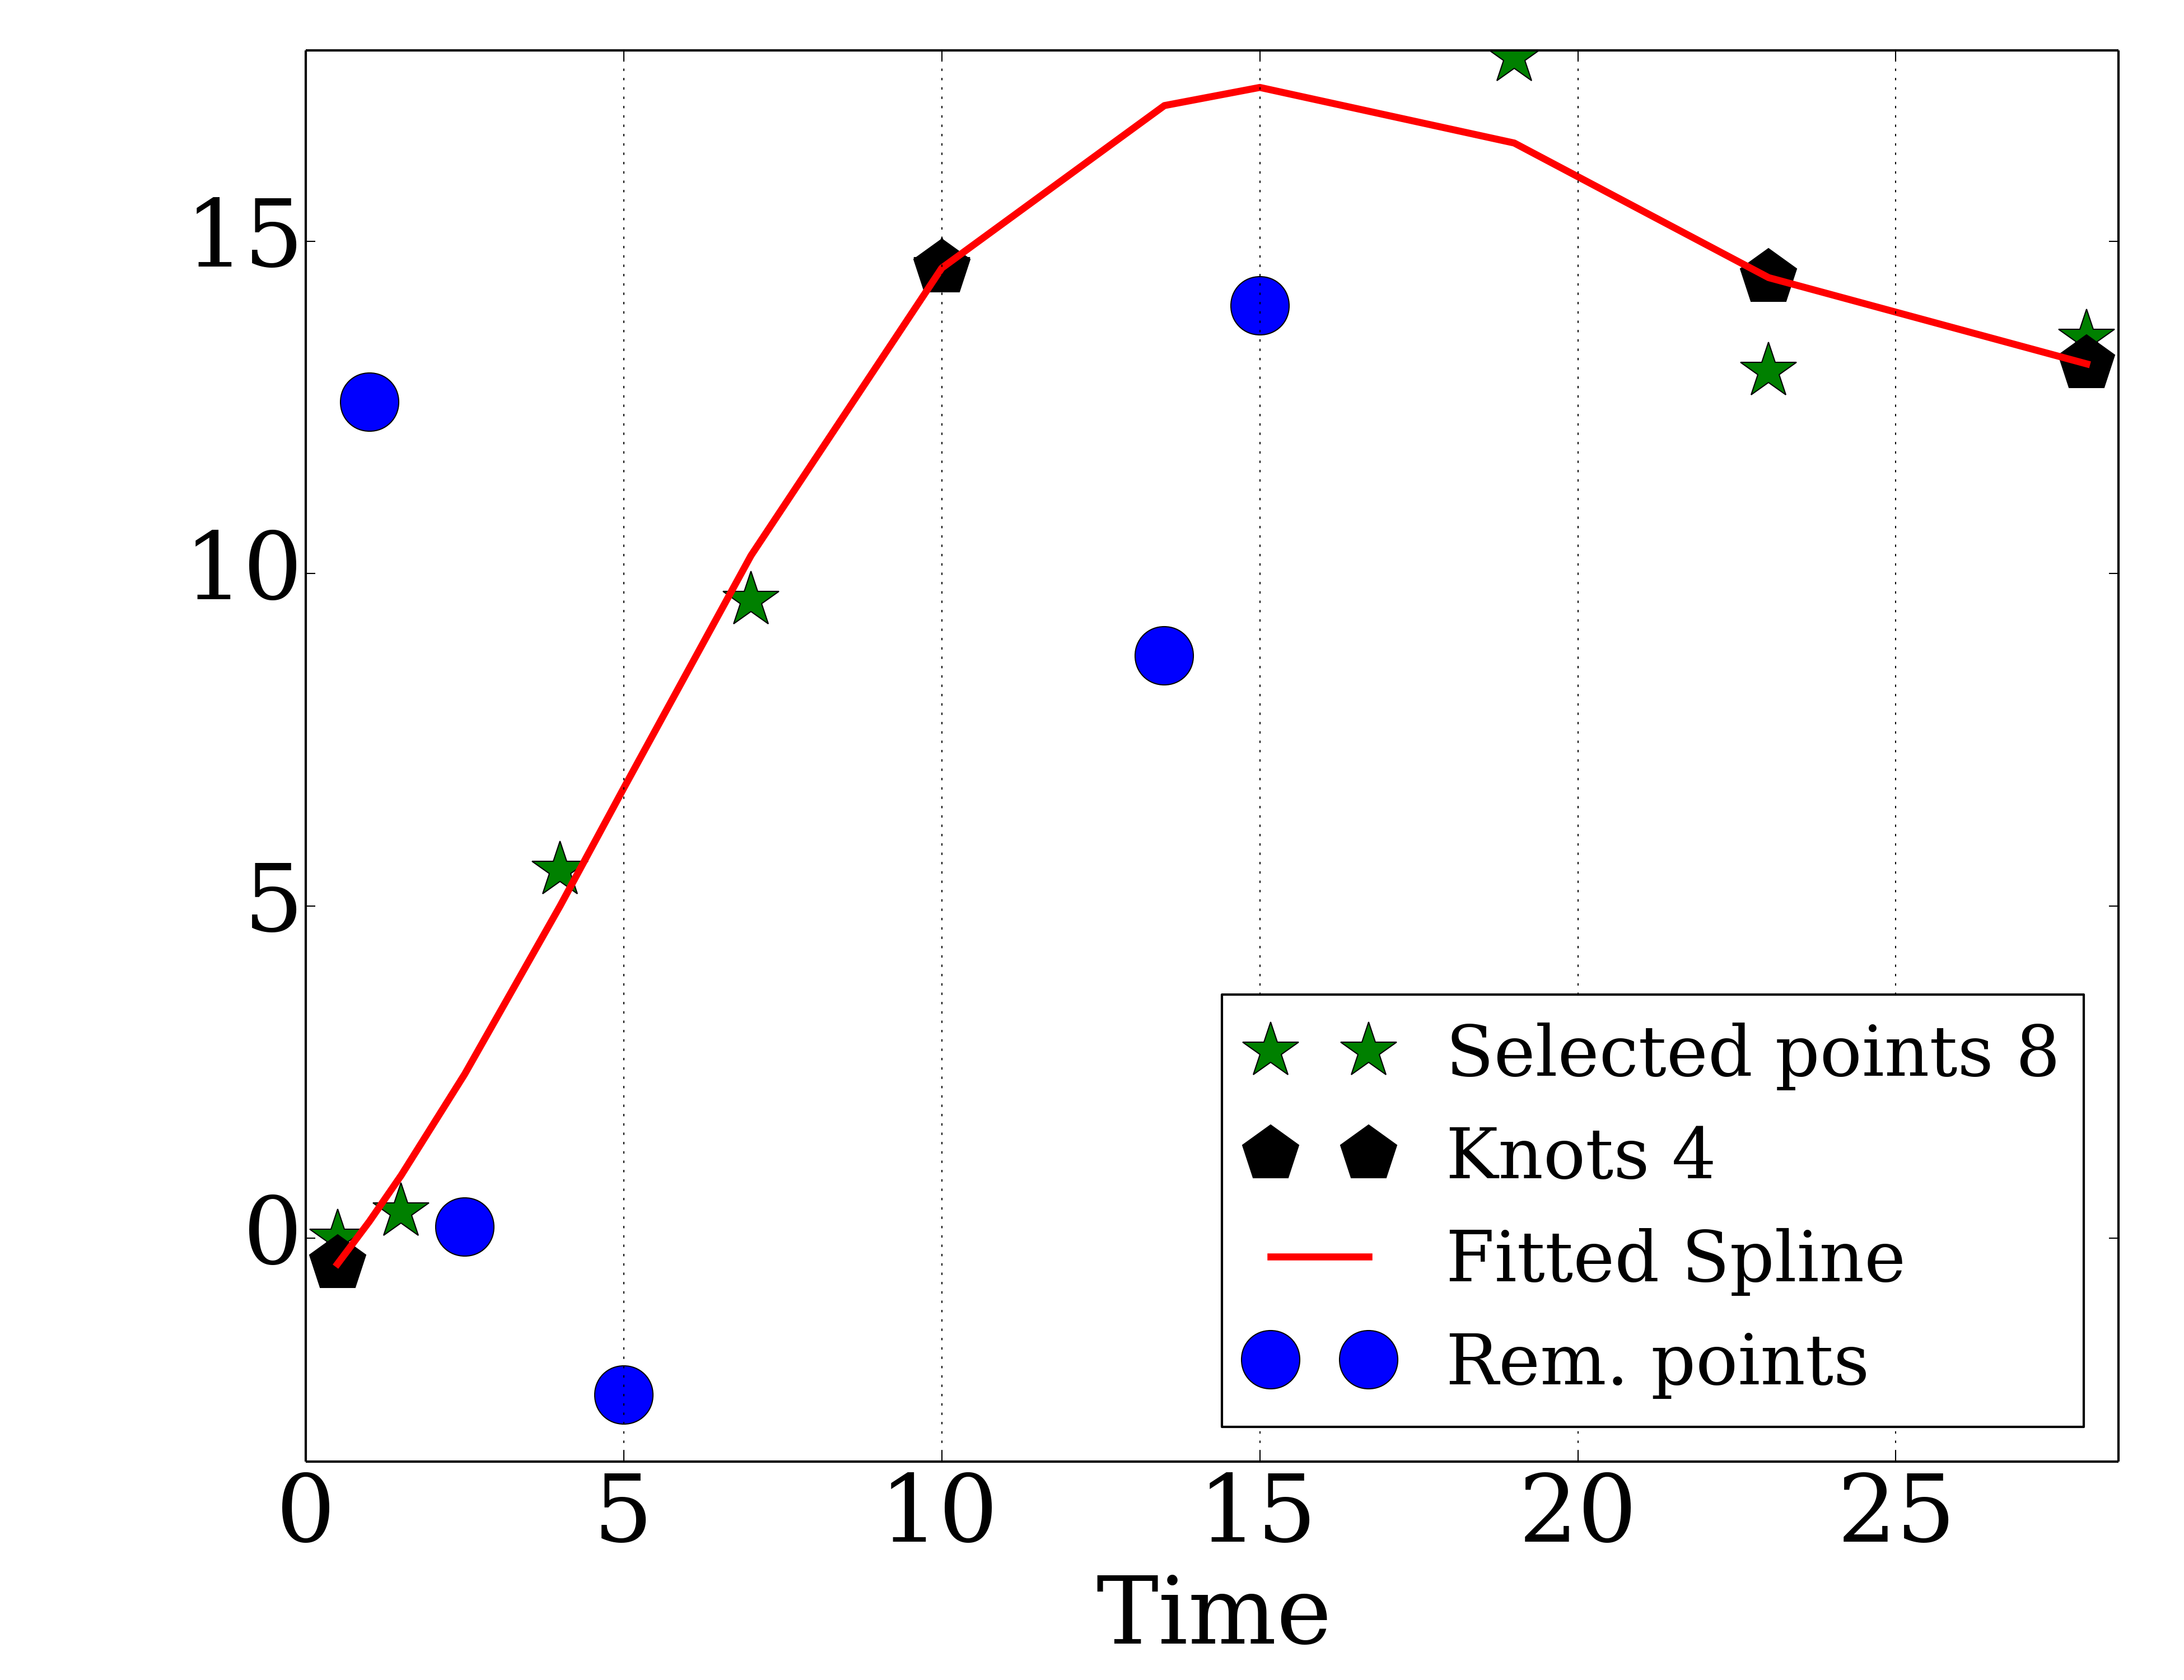 15
10
5
0
Selected points 8
Knots 4
Fitted Spline
Rem. points
0 5 10 15 20 25
Time